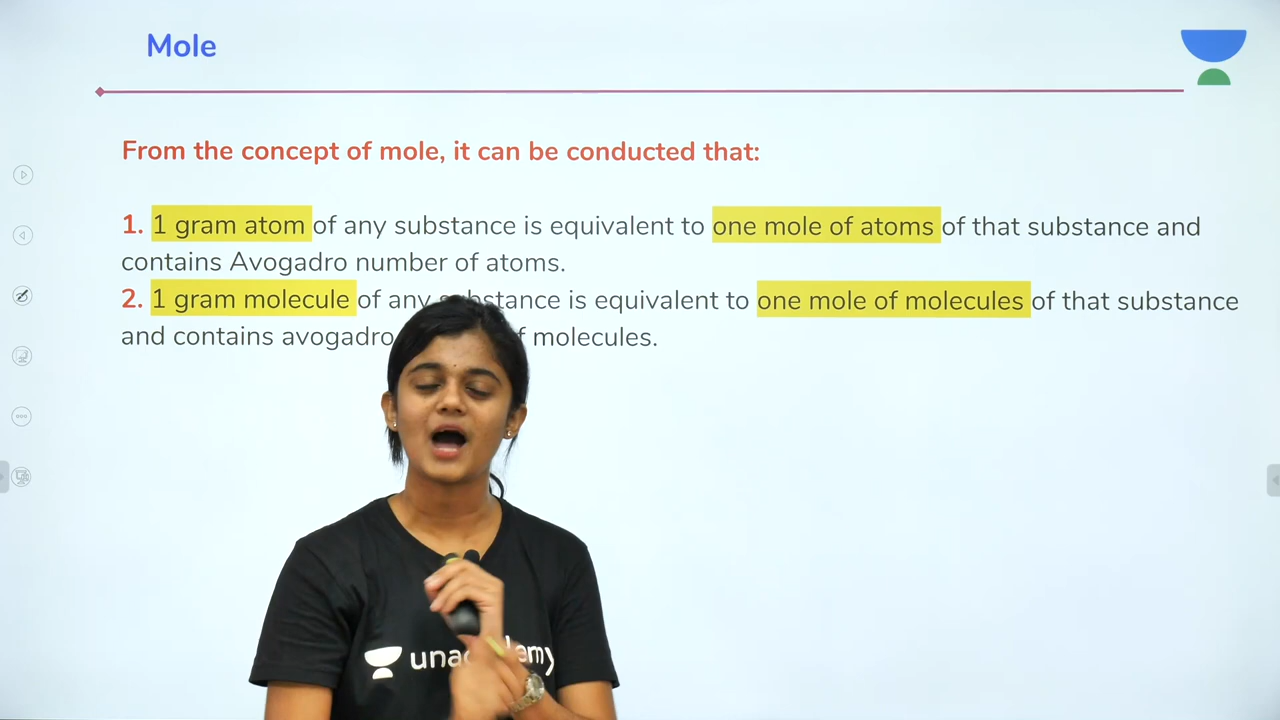 Mole
From the concept of mole, it can be conducted that:
1. 1 gram atom of any substance is equivalent to one mole of atoms of that substance and
contains Avogadro number of atoms.
2. 1 gram molecule of any substance is equivalent to one mole of molecules of that substance
and contains avogadro of molecules.
unacademy